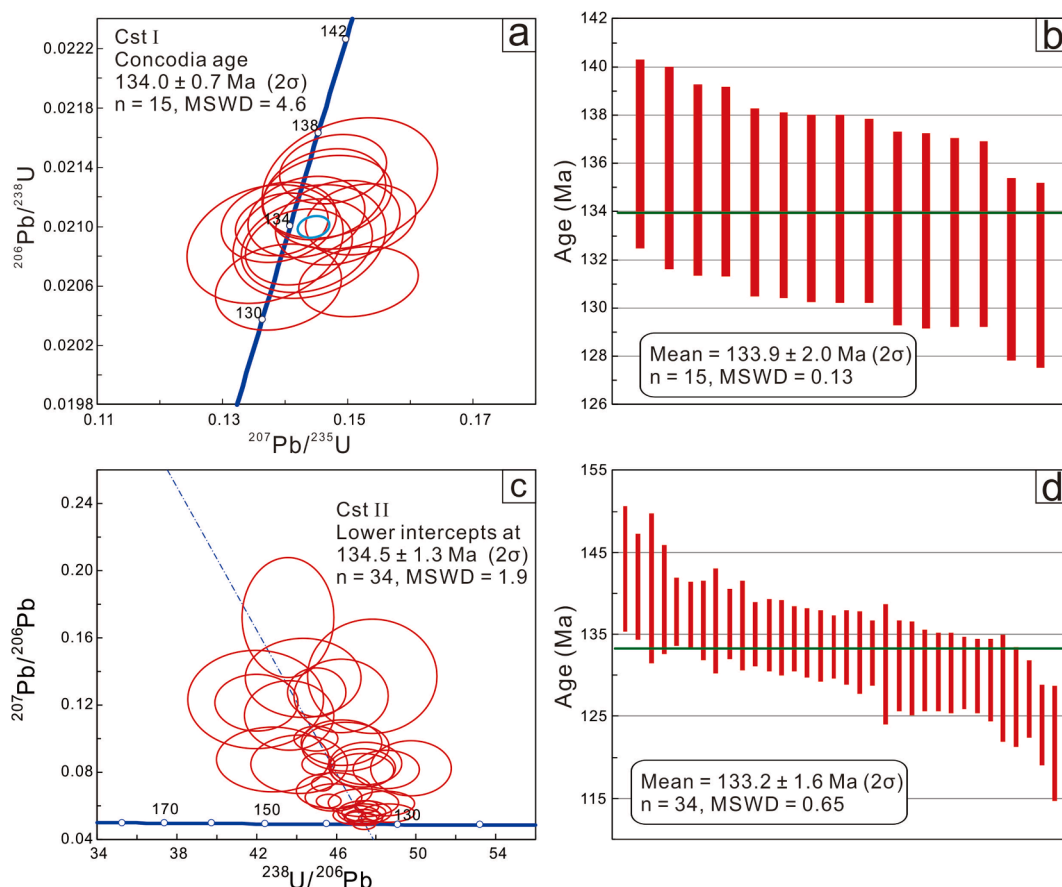 a
Cst I
Concodia age
134.0 ± 0.7 Ma (2σ)
n = 15, MSWD = 4.6
142
138
134
130
0.0222
0.0218
0.0214
0.0210
0.0206
0.0202
0.0198
²⁰⁶Pb/²³⁸U
0.11
0.13
0.15
0.17
²⁰⁷Pb/²³⁵U
b
142
140
138
136
134
132
130
128
126
Age (Ma)
Mean = 133.9 ± 2.0 Ma (2σ)
n = 15, MSWD = 0.13
c
Cst II
Lower intercepts at
134.5 ± 1.3 Ma (2σ)
n = 34, MSWD = 1.9
0.24
0.20
0.16
0.12
0.08
0.04
²⁰⁷Pb/²⁰⁶Pb
170
150
130
34
38
42
46
50
54
²³⁸U/²⁰⁶Pb
d
155
145
135
125
115
Age (Ma)
Mean = 133.2 ± 1.6 Ma (2σ)
n = 34, MSWD = 0.65